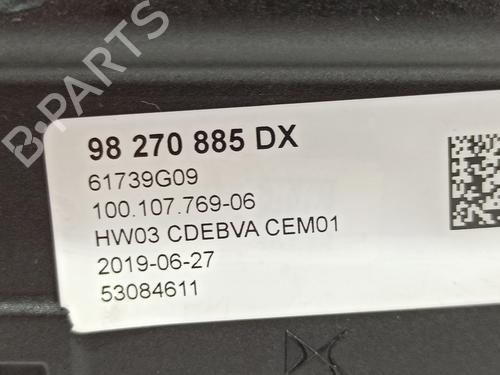 B-PARTS
98 270 885 DX
61739G09
100.107.769-06
HW03 CDEBVA CEM01
2019-06-27
53084611